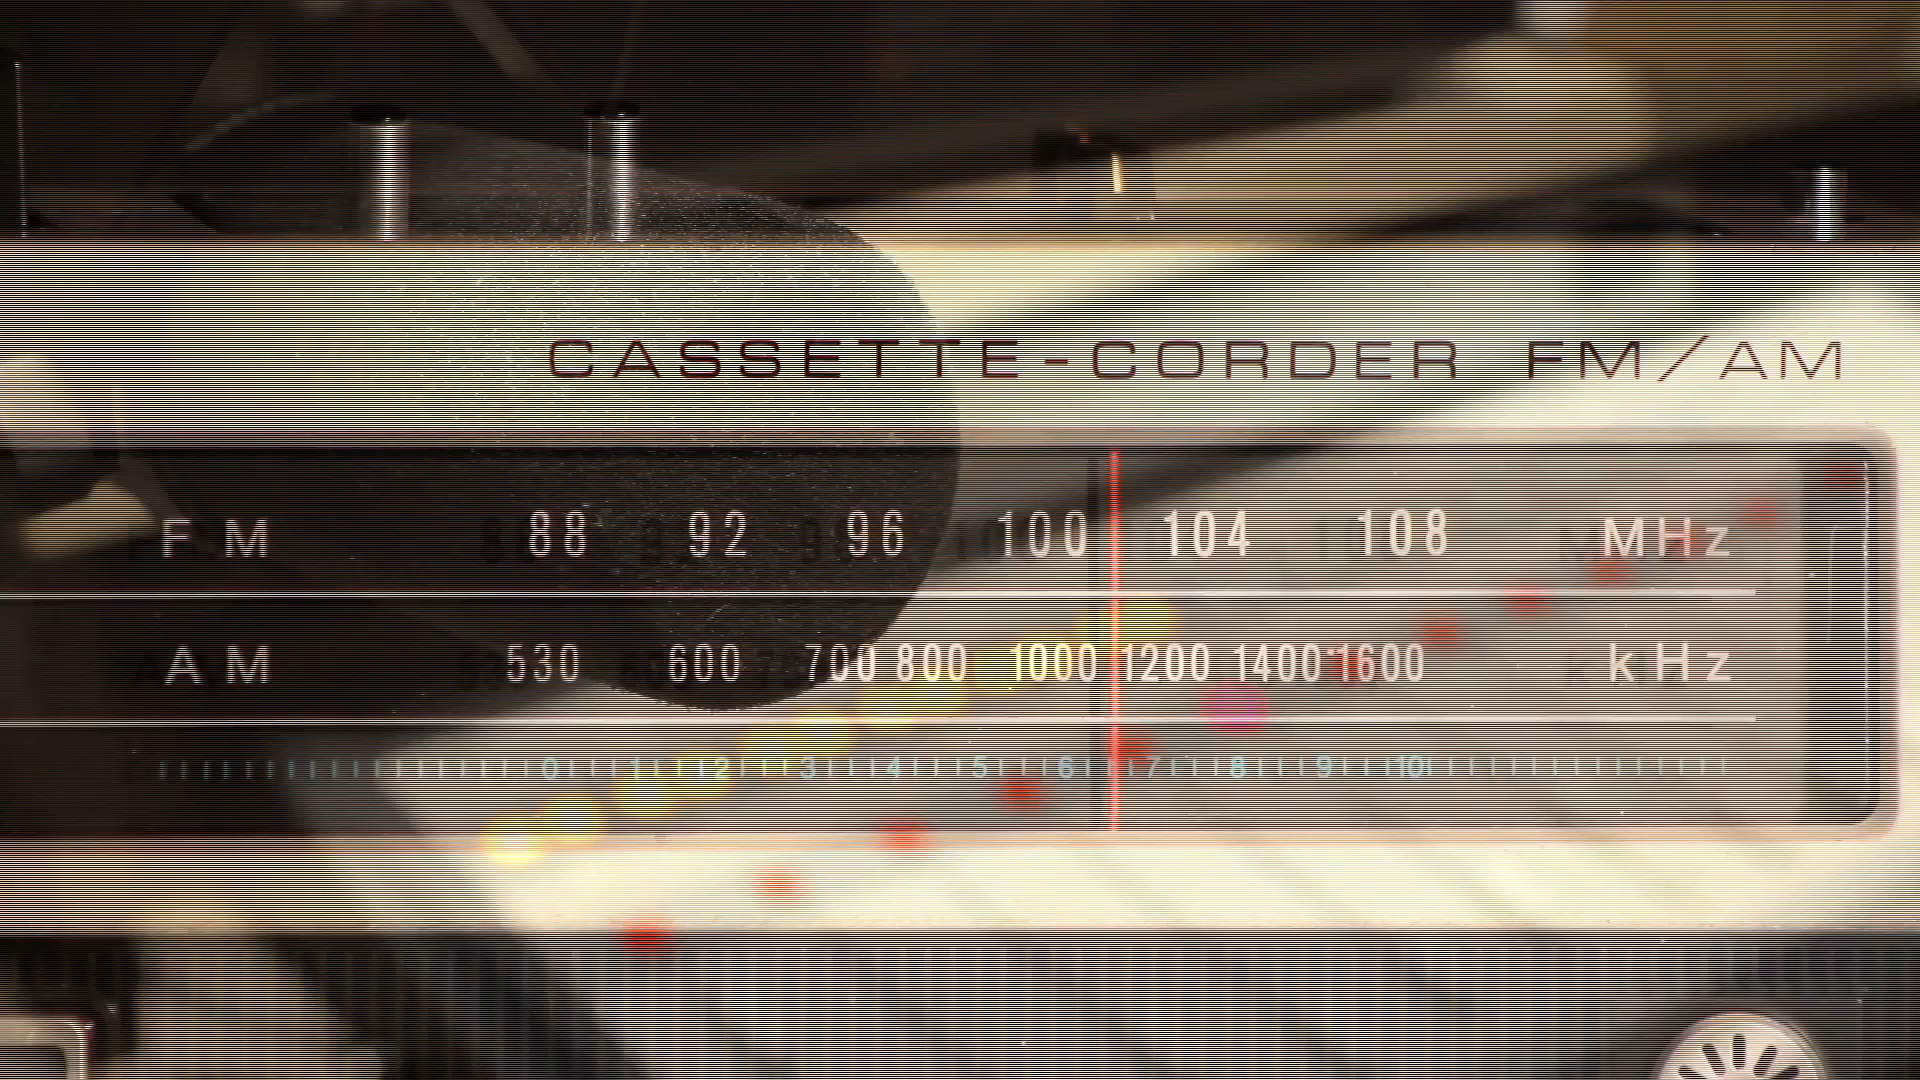 CASSETTE-CORDER FM/AM
FM 88 92 96 100 104 108 MHz
AM 530 600 700 800 1000 1200 1400 1600 kHz
0 1 2 3 4 5 6 7 8 9 10